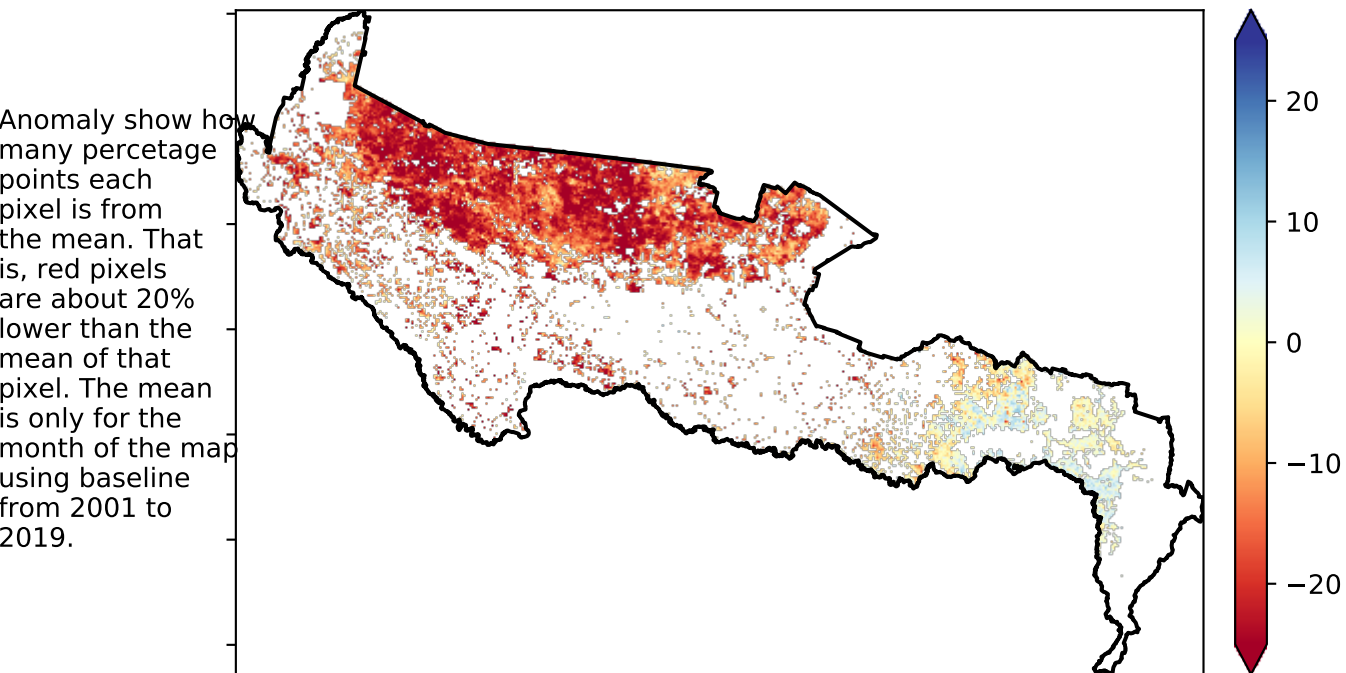 Anomaly show how
many percetage
points each
pixel is from
the mean. That
is, red pixels
are about 20%
lower than the
mean of that
pixel. The mean
is only for the
month of the map
using baseline
from 2001 to
2019.
20
10
0
−10
−20